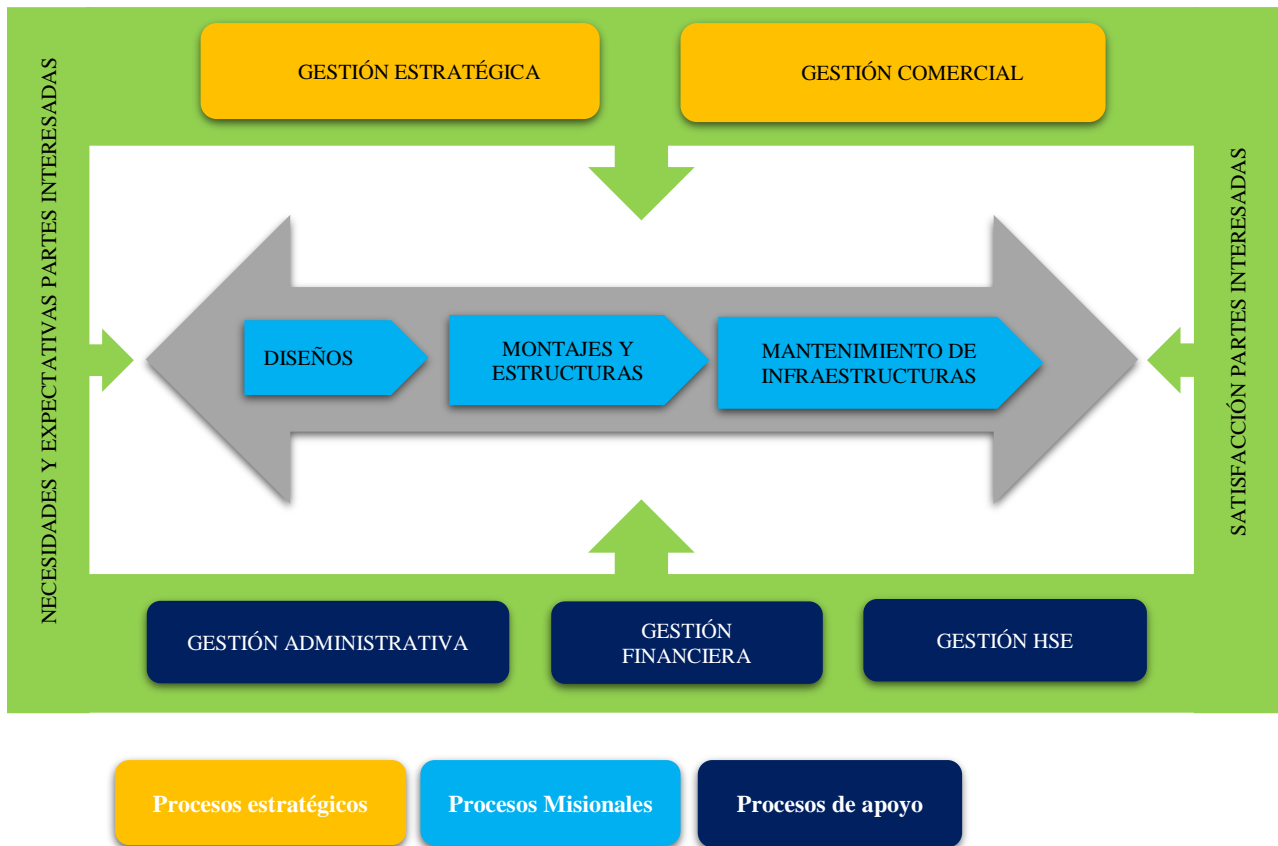 GESTIÓN ESTRATÉGICA
GESTIÓN COMERCIAL
NECESIDADES Y EXPECTATIVAS PARTES INTERESADAS
DISEÑOS
MONTAJES Y
ESTRUCTURAS
MANTENIMIENTO DE
INFRAESTRUCTURAS
SATISFACCIÓN PARTES INTERESADAS
GESTIÓN ADMINISTRATIVA
GESTIÓN
FINANCIERA
GESTIÓN HSE
Procesos estratégicos
Procesos Misionales
Procesos de apoyo